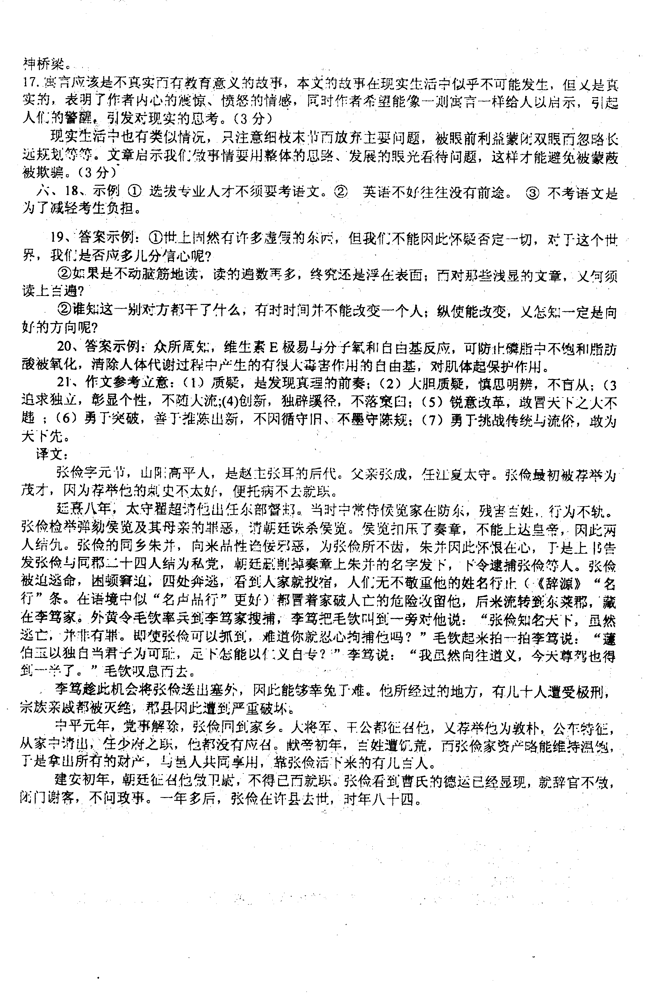 神桥梁。
17. 寓言应该是不真实而有教育意义的故事，本文的故事在现实生活中似乎不可能发生，但又是真
实的，表明了作者内心的震惊、愤怒的情感，同时作者希望能像一则寓言一样给人以启示，引起
人们的警醒，引发对现实的思考。（3 分）
现实生活中也有类似情况，只注意细枝末节而放弃主要问题，被眼前利益蒙闭双眼而忽略长
远规划等等。文章启示我们做事情要用整体的思路、发展的眼光看待问题，这样才能避免被蒙蔽
被欺骗。（3 分）
六、18、示例 ① 选拔专业人才不须要考语文。② 英语不好往往没有前途。 ③ 不考语文是
为了减轻考生负担。
19、答案示例：①世上固然有许多虚假的东西，但我们不能因此怀疑否定一切，对于这个世
界，我们是否应多几分信心呢？
②如果是不动脑筋地读，读的遍数再多，终究还是浮在表面；而对那些浅显的文章，又何须
读上百遍？
②谁知这一别对方都干了什么，有时时间并不能改变一个人；纵使能改变，又怎知一定是向
好的方向呢？
20、答案示例：众所周知，维生素 E 极易与分子氧和自由基反应，可防止磷脂中不饱和脂肪
酸被氧化，清除人体代谢过程中产生的有很大毒害作用的自由基，对肌体起保护作用。
21、作文参考立意：（1）质疑，是发现真理的前奏；（2）大胆质疑，慎思明辨，不盲从；（3
追求独立，彰显个性，不随大流;(4)创新，独辟蹊径，不落窠臼；（5）锐意改革，敢冒天下之大不
韪 ；（6）勇于突破，善于推陈出新，不因循守旧、不墨守陈规；（7）勇于挑战传统与流俗，敢为
天下先。
译文：
张俭字元节，山阳高平人，是赵王张耳的后代。父亲张成，任江夏太守。张俭最初被荐举为
茂才，因为荐举他的刺史不太好，便托病不去就职。
延熹八年，太守翟超请他出任东部督邮。当时中常侍侯览家在防东，残害百姓，行为不轨。
张俭检举弹劾侯览及其母亲的罪恶，请朝廷诛杀侯览。侯览扣压了奏章，不能上达皇帝，因此两
人结仇。张俭的同乡朱并，向来品性谄佞邪恶，为张俭所不齿，朱并因此怀恨在心，于是上书告
发张俭与同郡二十四人结为私党，朝廷删削掉奏章上朱并的名字发下，下令逮捕张俭等人。张俭
被迫逃命，困顿窘迫，四处奔逃，看到人家就投宿，人们无不敬重他的姓名行止（《辞源》“名
行”条。在语境中似“名声品行”更好）都冒着家破人亡的危险收留他，后来流转到东莱郡，藏
在李笃家。外黄令毛钦率兵到李笃家搜捕，李笃把毛钦叫到一旁对他说：“张俭知名天下，虽然
逃亡，并非有罪。即使张俭可以抓到，难道你就忍心拘捕他吗？”毛钦起来拍一拍李笃说：“蘧
伯玉以独自当君子为可耻，足下怎能以仁义自专？”李笃说：“我虽然向往道义，今天尊驾也得
到一半了。”毛钦叹息而去。
李笃趁此机会将张俭送出塞外，因此能够幸免于难。他所经过的地方，有几十人遭受极刑，
宗族亲戚都被灭绝，郡县因此遭到严重破坏。
中平元年，党事解除，张俭回到家乡。大将军、王公都征召他，又荐举他为敦朴，公车特征，
从家中请出，任少府之职，他都没有应召。献帝初年，百姓遭饥荒，而张俭家资产略能维持温饱，
于是拿出所有的财产，与邑人共同享用，靠张俭活下来的有几百人。
建安初年，朝廷征召他做卫尉，不得已而就职。张俭看到曹氏的德运已经显现，就辞官不做，
闭门谢客，不问政事。一年多后，张俭在许县去世，时年八十四。